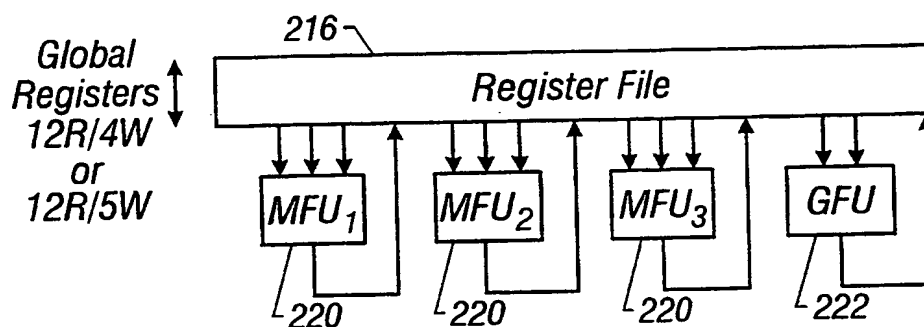 216
Global
Registers
12R/4W
or
12R/5W
Register File
MFU1
MFU2
MFU3
GFU
220
220
220
222